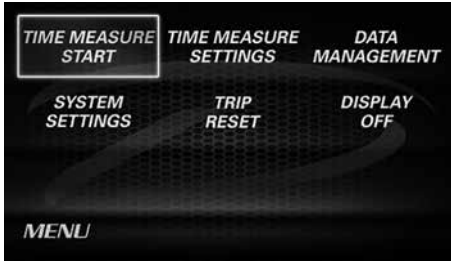 TIME MEASURE START
TIME MEASURE SETTINGS
DATA MANAGEMENT
SYSTEM SETTINGS
TRIP RESET
DISPLAY OFF
MENU